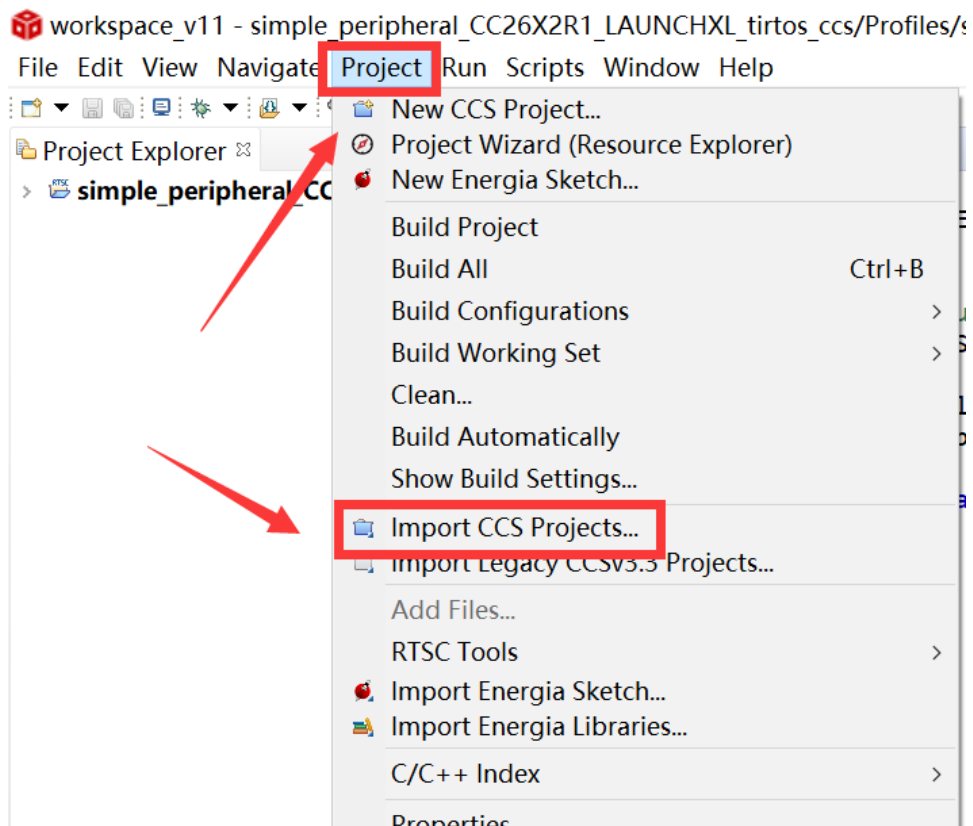 workspace_v11 - simple_peripheral_CC26X2R1_LAUNCHXL_tirtos_ccs/Profiles/s
File Edit View Navigate Project Run Scripts Window Help
Project Explorer
RTSC simple_peripheral_CC
New CCS Project...
Project Wizard (Resource Explorer)
New Energia Sketch...
Build Project
Build All Ctrl+B
Build Configurations
Build Working Set
Clean...
Build Automatically
Show Build Settings...
Import CCS Projects...
Import Legacy CCSv3.3 Projects...
Add Files...
RTSC Tools
Import Energia Sketch...
Import Energia Libraries...
C/C++ Index
Properties